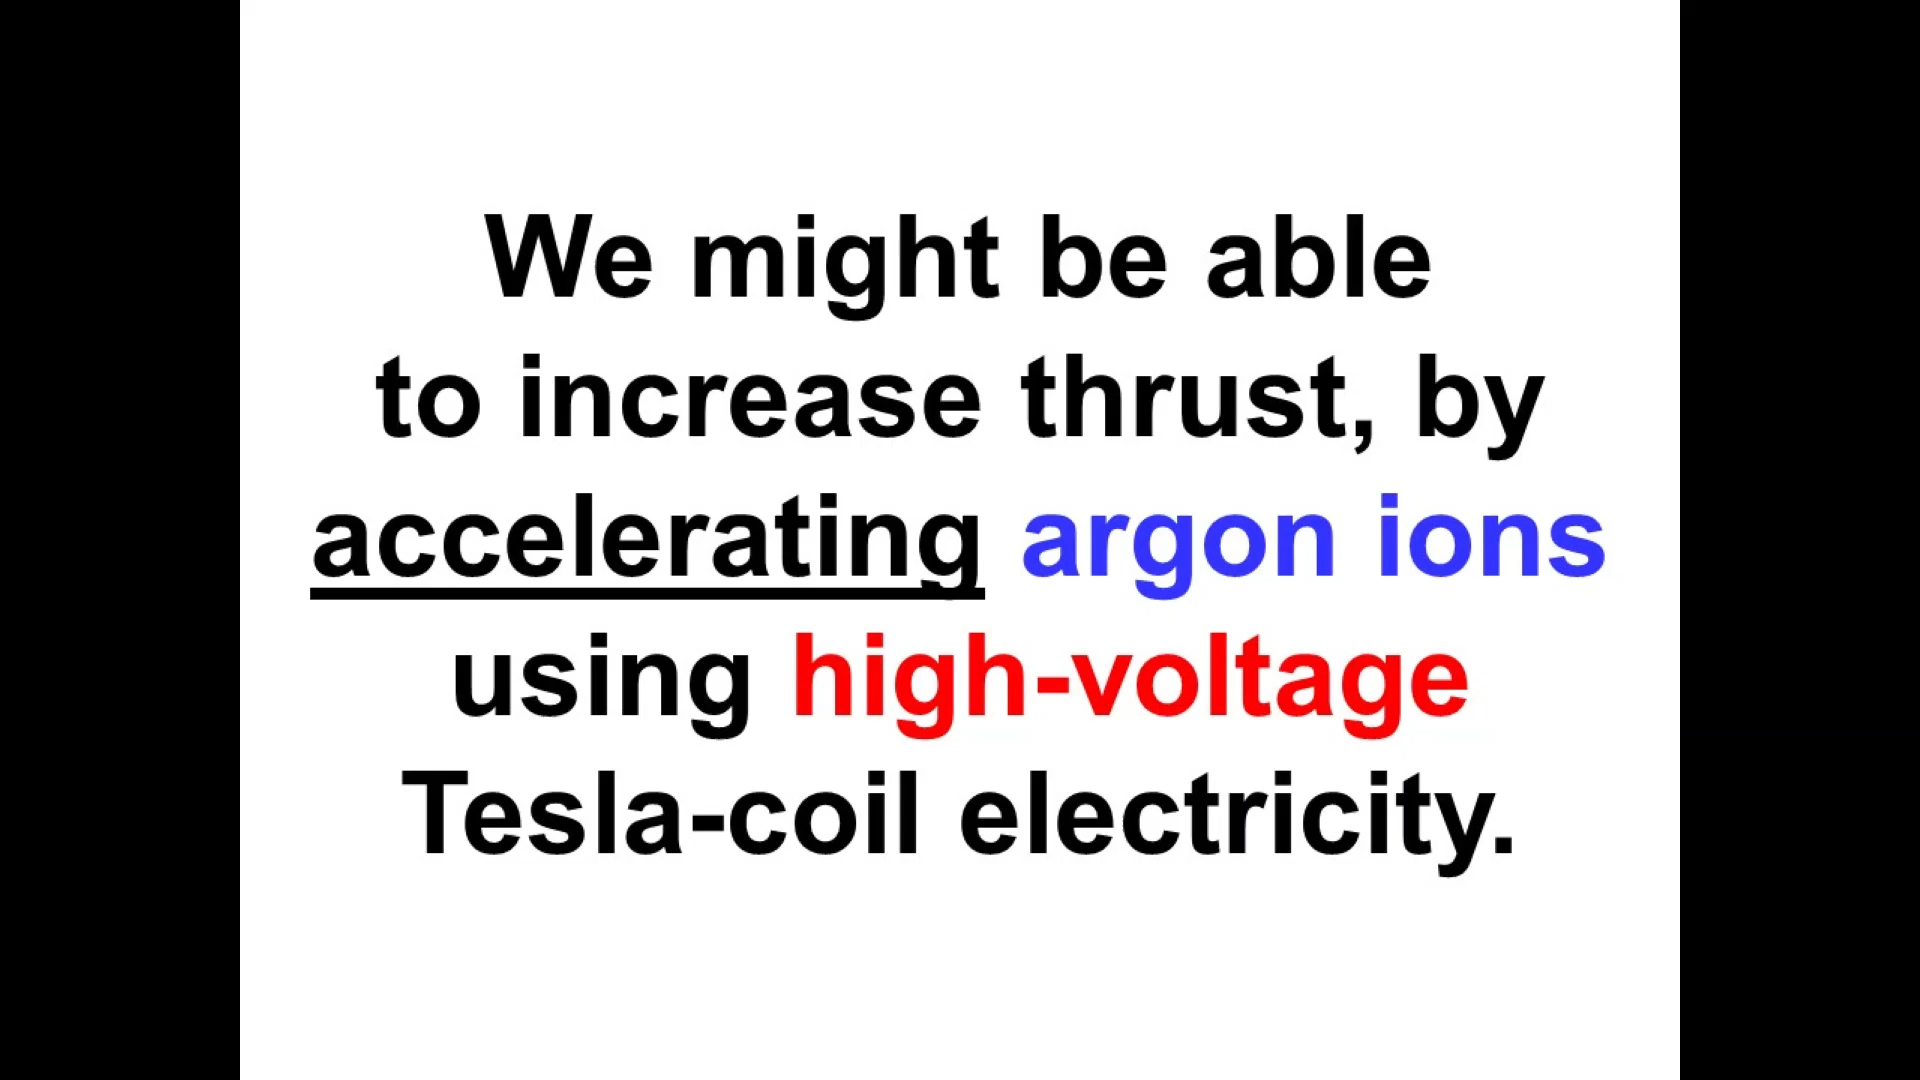 We might be able
to increase thrust, by
accelerating argon ions
using high-voltage
Tesla-coil electricity.